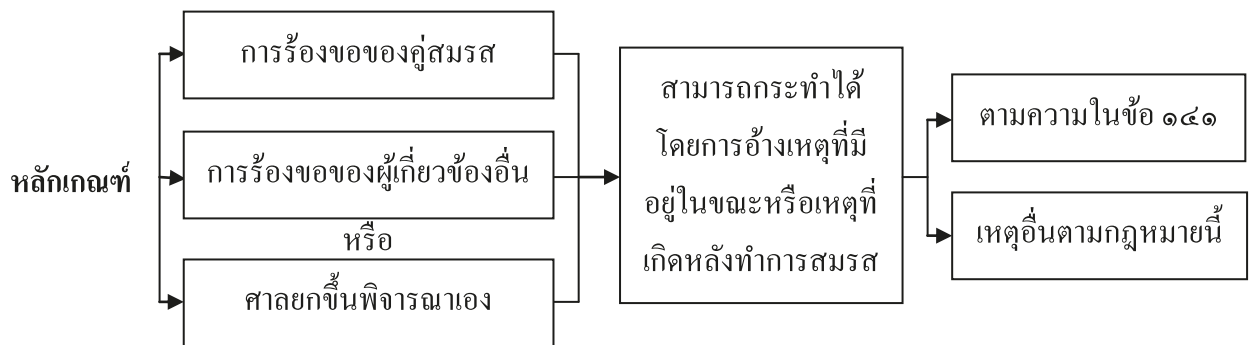 หลักเกณฑ์
การร้องขอของคู่สมรส
การร้องขอของผู้เกี่ยวข้องอื่น
หรือ
ศาลยกขึ้นพิจารณาเอง
สามารถกระทำได้
โดยการอ้างเหตุที่มี
อยู่ในขณะหรือเหตุที่
เกิดหลังทำการสมรส
ตามความในข้อ ๑๔๑
เหตุอื่นตามกฎหมายนี้